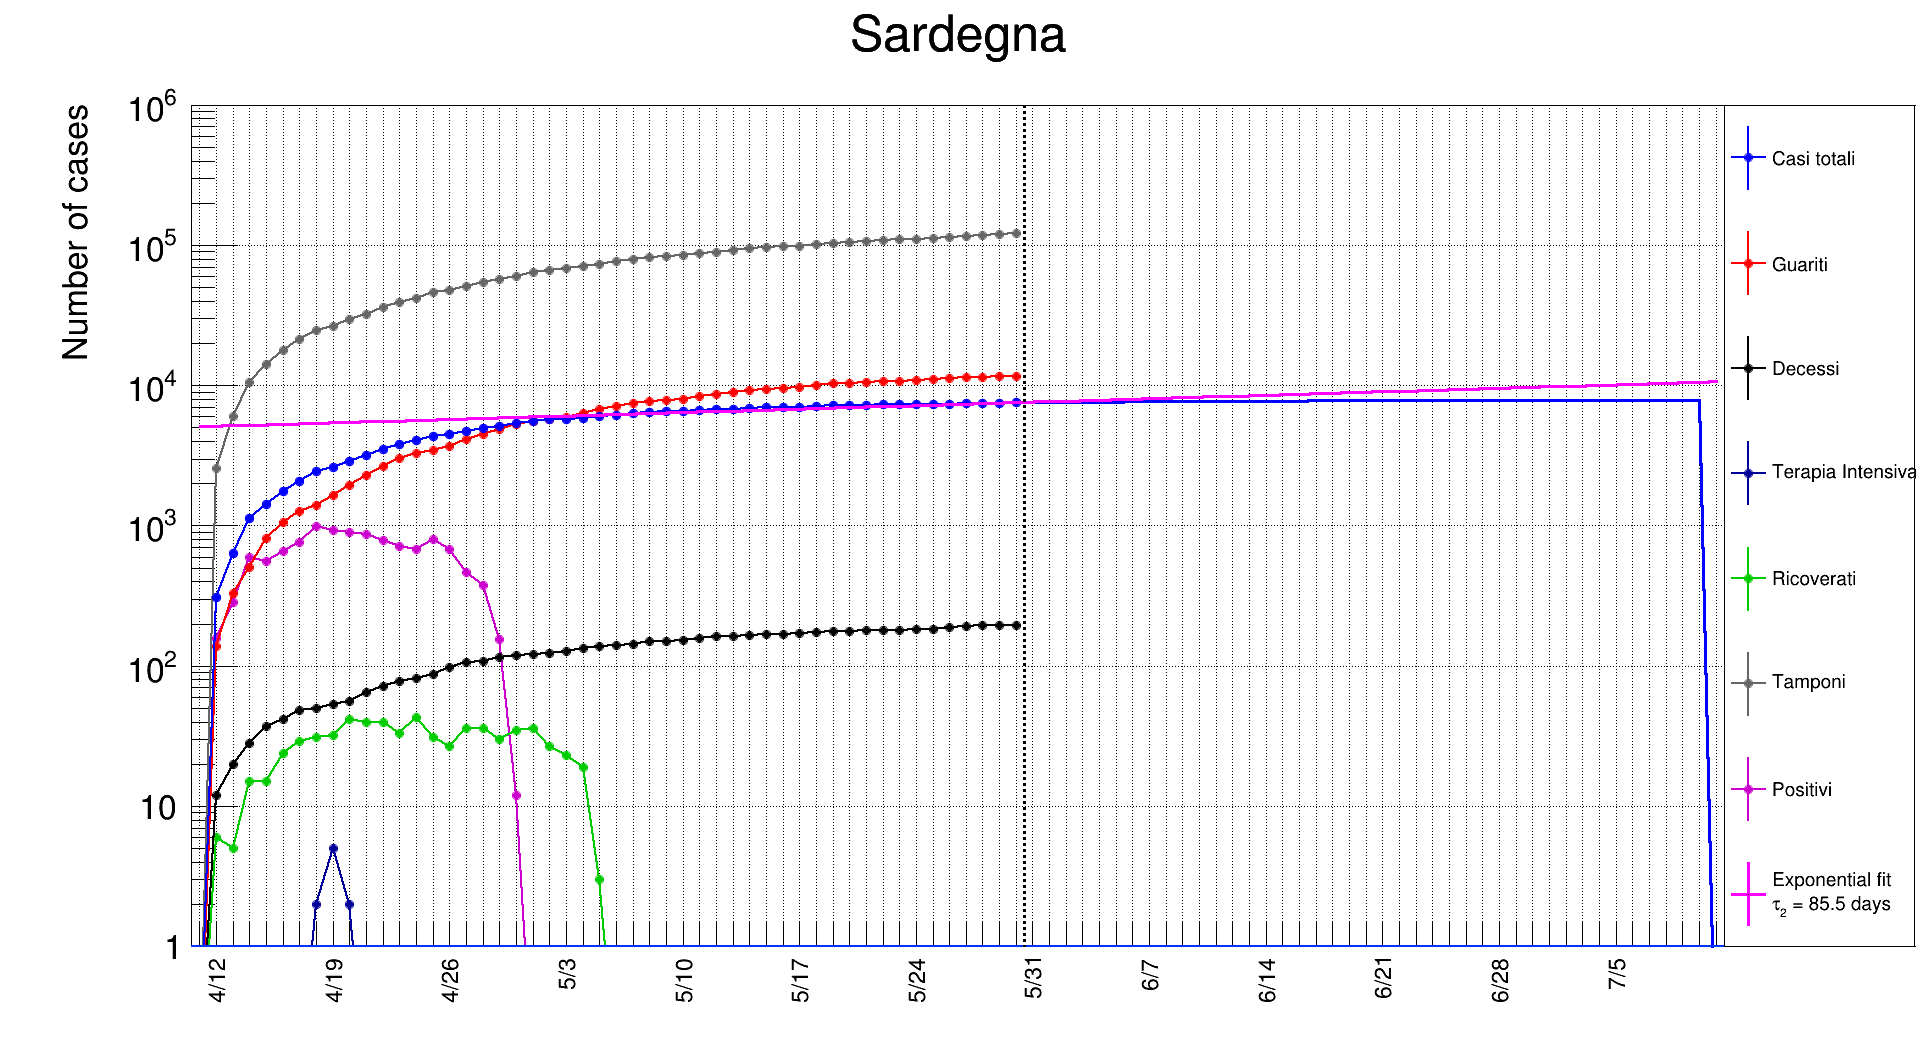 Sardegna
Number of cases
10^6
10^5
10^4
10^3
10^2
10
1
4/12
4/19
4/26
5/3
5/10
5/17
5/24
5/31
6/7
6/14
6/21
6/28
7/5
Casi totali
Guariti
Decessi
Terapia Intensiva
Ricoverati
Tamponi
Positivi
Exponential fit
τ₂ = 85.5 days